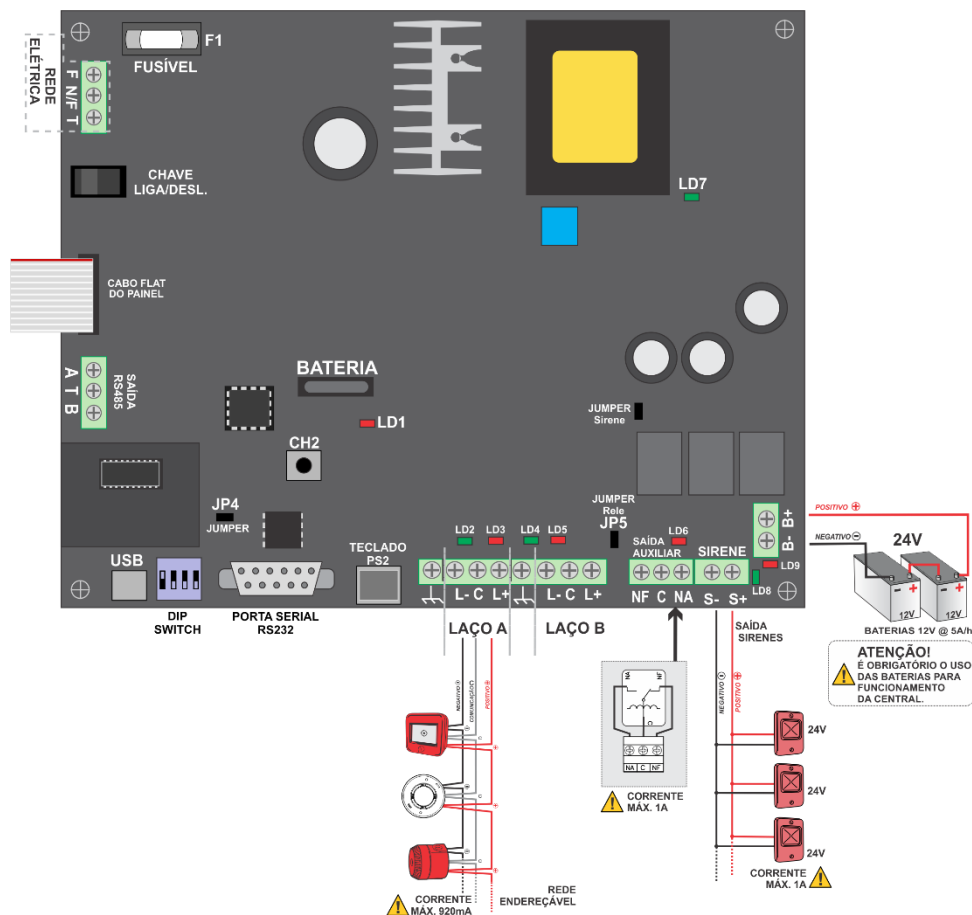 REDE
ELÉTRICA
F N/F T
F1
FUSÍVEL
CHAVE
LIGA/DESL.
LD7
CABO FLAT
DO PAINEL
A T B
SAÍDA
RS485
BATERIA
LD1
CH2
JUMPER
Sirene
JP4
JUMPER
JUMPER
Rele
JP5
LD2
LD3
LD4
LD5
LD6
SAÍDA
AUXILIAR
SIRENE
B+
B-
LD9
LD8
USB
DIP
SWITCH
PORTA SERIAL
RS232
TECLADO
PS2
L- C L+
L- C L+
NF C NA
S- S+
LAÇO A
LAÇO B
SAÍDA
SIRENES
POSITIVO +
NEGATIVO -
24V
12V
12V
BATERIAS 12V @ 5A/h
ATENÇÃO!
É OBRIGATÓRIO O USO
DAS BATERIAS PARA
FUNCIONAMENTO
DA CENTRAL.
NEGATIVO -
COMUNICAÇÃO
POSITIVO +
NA
NF
C
NA C NF
CORRENTE
MÁX. 1A
NEGATIVO -
POSITIVO +
24V
24V
24V
CORRENTE
MÁX. 1A
CORRENTE
MÁX. 920mA
REDE
ENDEREÇÁVEL